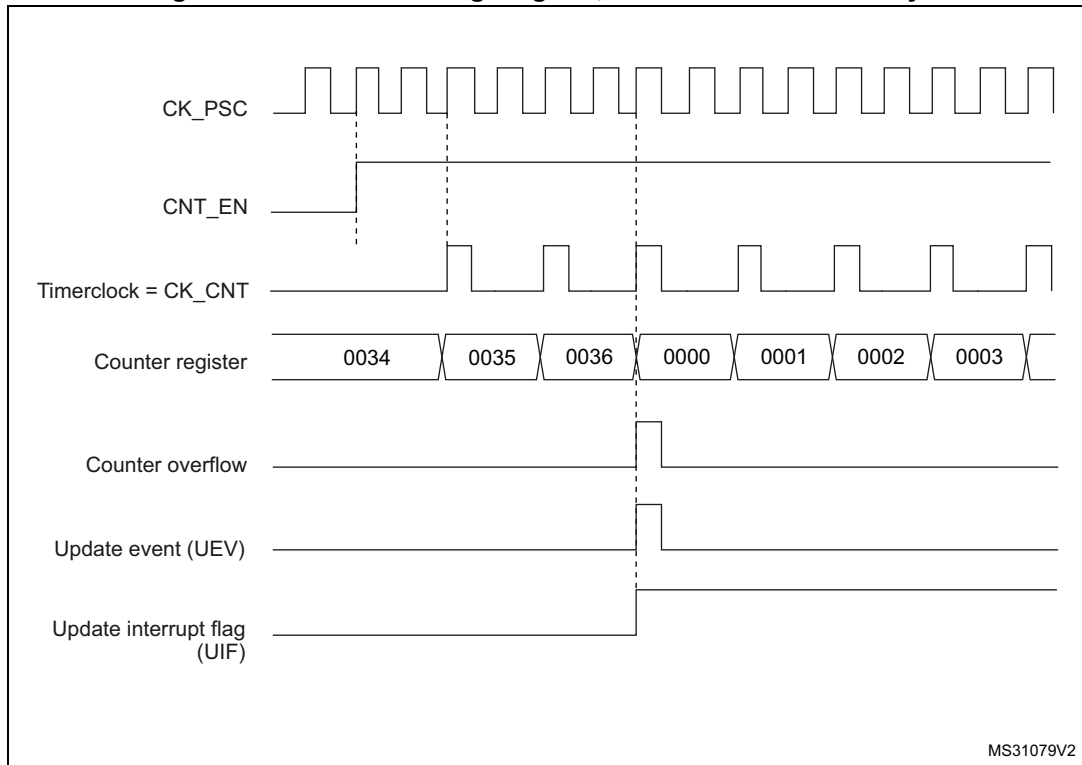 CK_PSC
CNT_EN
Timerclock = CK_CNT
Counter register 0034 0035 0036 0000 0001 0002 0003
Counter overflow
Update event (UEV)
Update interrupt flag
(UIF)
MS31079V2